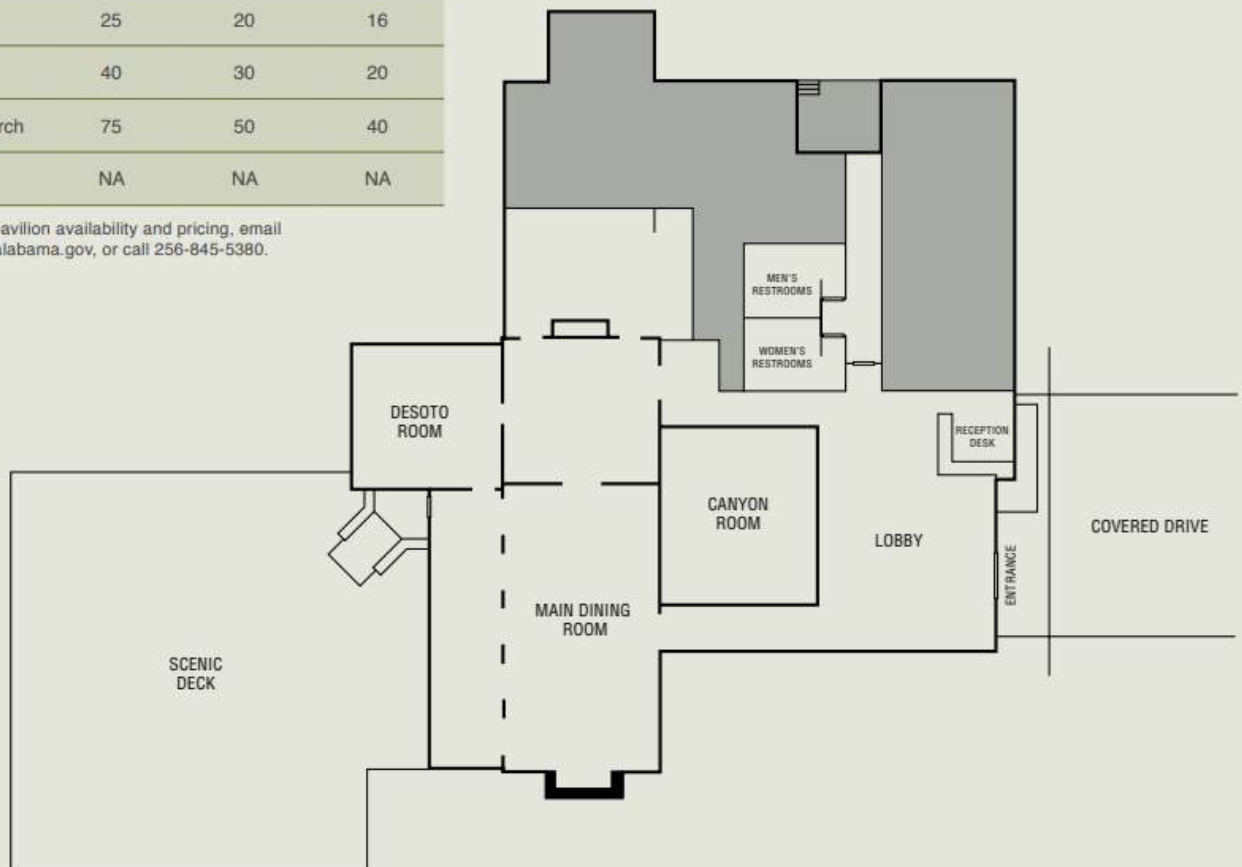 25 20 16
40 30 20
rch 75 50 40
NA NA NA
avilion availability and pricing, email
alabama.gov, or call 256-845-5380.
MEN'S
RESTROOMS
WOMEN'S
RESTROOMS
DESOTO
ROOM
RECEPTION
DESK
CANYON
ROOM
LOBBY
COVERED DRIVE
ENTRANCE
MAIN DINING
ROOM
SCENIC
DECK